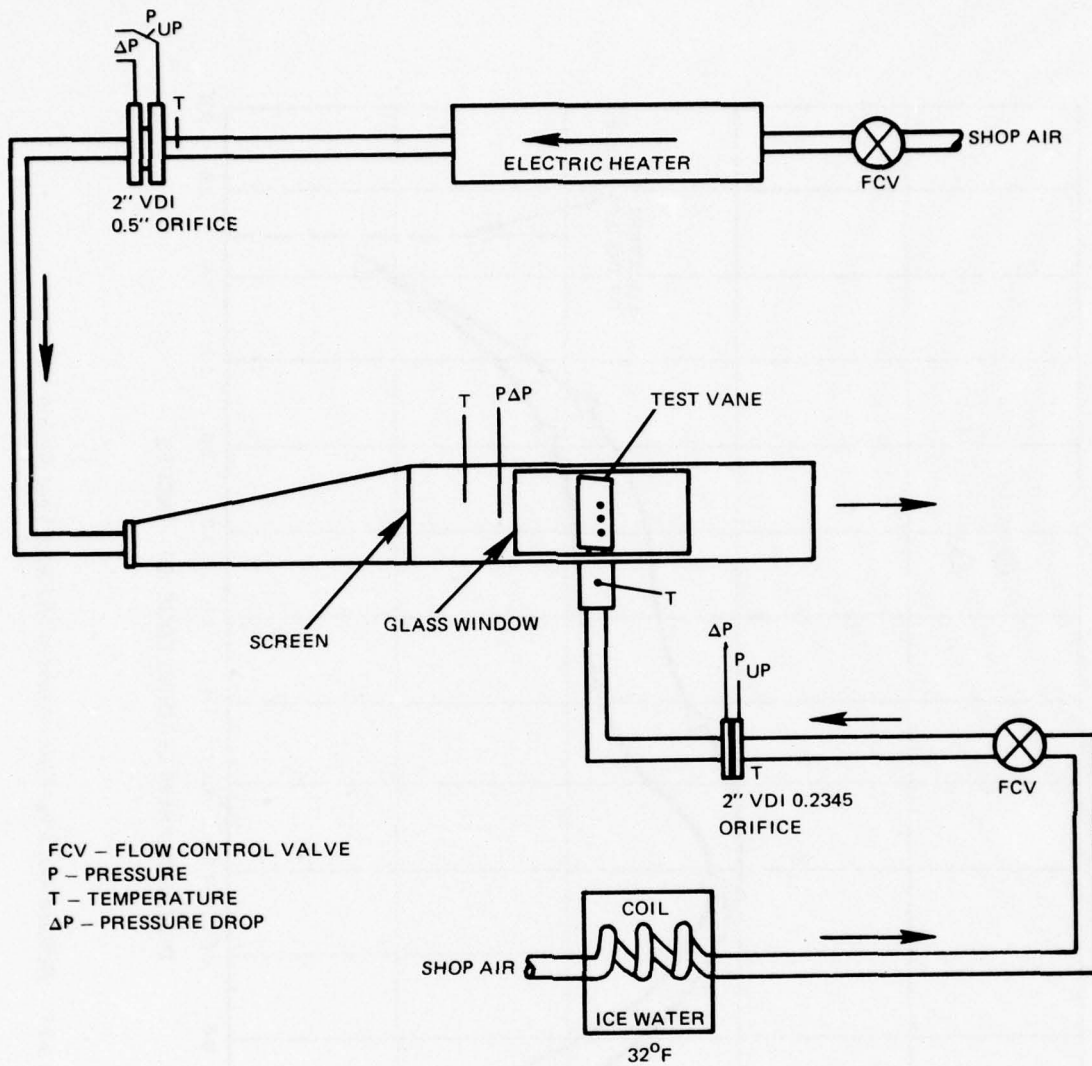 P UP
ΔP
T
ELECTRIC HEATER
SHOP AIR
FCV
2" VDI
0.5" ORIFICE
T
PΔP
TEST VANE
SCREEN
GLASS WINDOW
T
ΔP
P UP
T
2" VDI 0.2345
ORIFICE
FCV
FCV – FLOW CONTROL VALVE
P – PRESSURE
T – TEMPERATURE
ΔP – PRESSURE DROP
COIL
SHOP AIR
ICE WATER
32°F